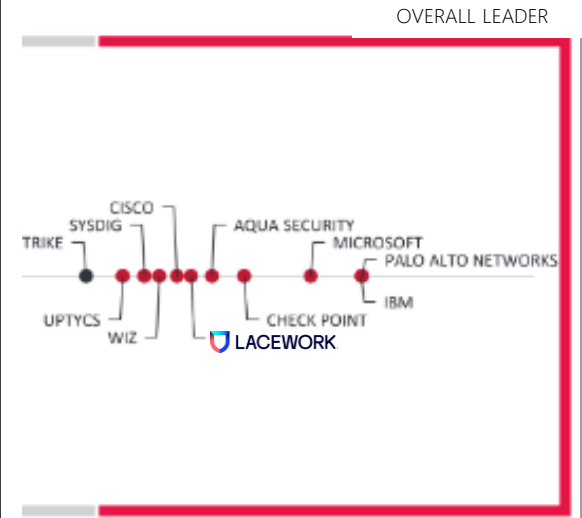 OVERALL LEADER
CISCO
SYSDIG
AQUA SECURITY
TRIKE
MICROSOFT
PALO ALTO NETWORKS
IBM
UPTYCS
CHECK POINT
WIZ
LACEWORK